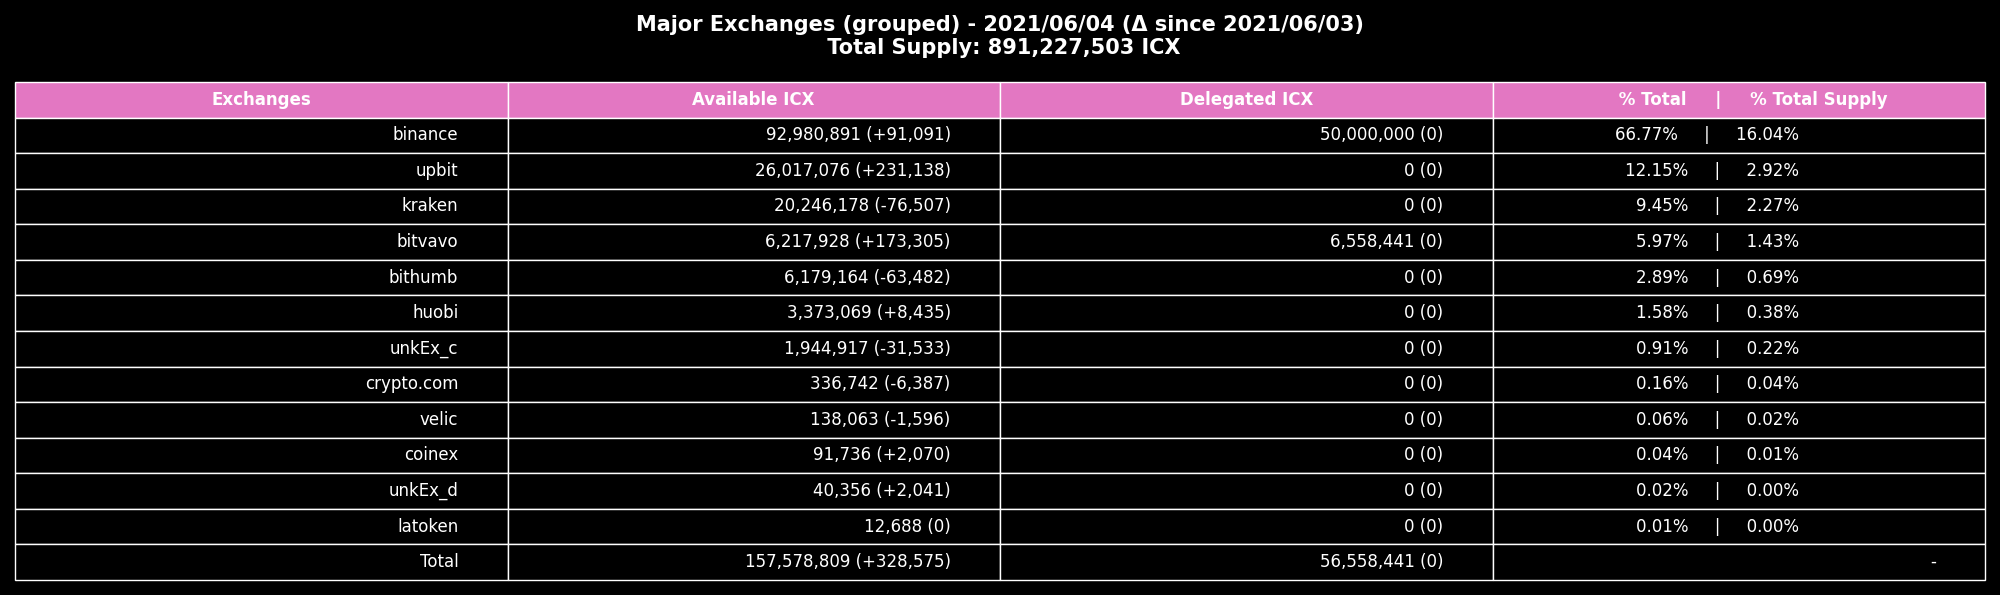 Major Exchanges (grouped) - 2021/06/04 (Δ since 2021/06/03)
Total Supply: 891,227,503 ICX
Exchanges Available ICX Delegated ICX % Total | % Total Supply
binance 92,980,891 (+91,091) 50,000,000 (0) 66.77% | 16.04%
upbit 26,017,076 (+231,138) 0 (0) 12.15% | 2.92%
kraken 20,246,178 (-76,507) 0 (0) 9.45% | 2.27%
bitvavo 6,217,928 (+173,305) 6,558,441 (0) 5.97% | 1.43%
bithumb 6,179,164 (-63,482) 0 (0) 2.89% | 0.69%
huobi 3,373,069 (+8,435) 0 (0) 1.58% | 0.38%
unkEx_c 1,944,917 (-31,533) 0 (0) 0.91% | 0.22%
crypto.com 336,742 (-6,387) 0 (0) 0.16% | 0.04%
velic 138,063 (-1,596) 0 (0) 0.06% | 0.02%
coinex 91,736 (+2,070) 0 (0) 0.04% | 0.01%
unkEx_d 40,356 (+2,041) 0 (0) 0.02% | 0.00%
latoken 12,688 (0) 0 (0) 0.01% | 0.00%
Total 157,578,809 (+328,575) 56,558,441 (0) -